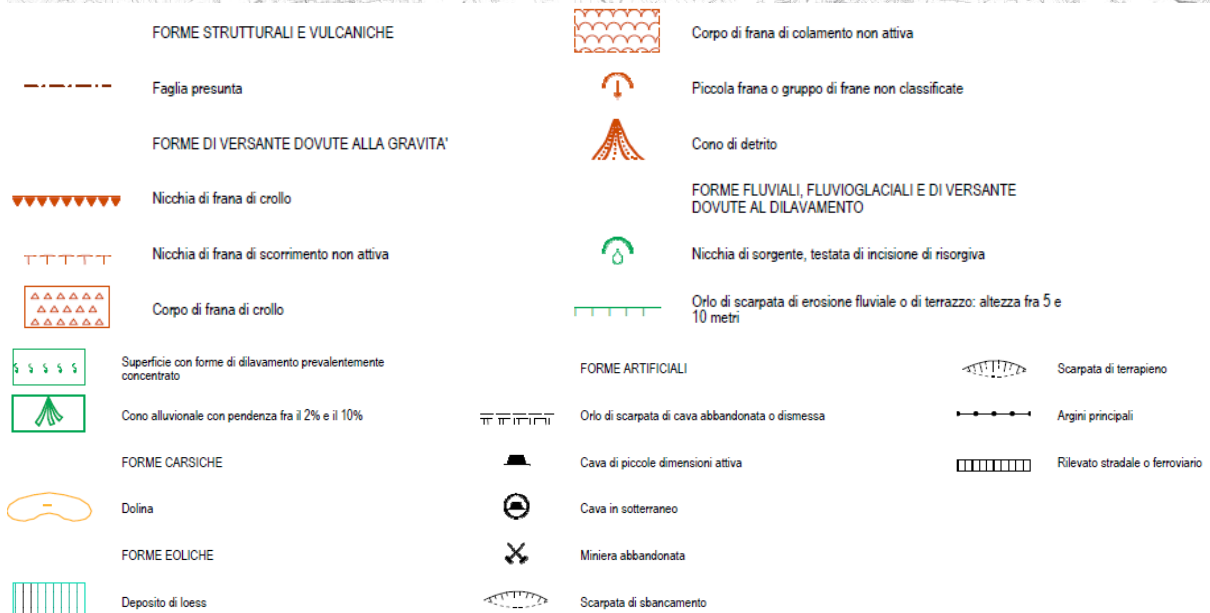 FORME STRUTTURALI E VULCANICHE
Faglia presunta
FORME DI VERSANTE DOVUTE ALLA GRAVITA'
Nicchia di frana di crollo
Nicchia di frana di scorrimento non attiva
Corpo di frana di crollo
Corpo di frana di colamento non attiva
Piccola frana o gruppo di frane non classificate
Cono di detrito
FORME FLUVIALI, FLUVIOGLACIALI E DI VERSANTE
DOVUTE AL DILAVAMENTO
Nicchia di sorgente, testata di incisione di risorgiva
Orlo di scarpata di erosione fluviale o di terrazzo: altezza fra 5 e
10 metri
Superficie con forme di dilavamento prevalentemente
concentrato
Cono alluvionale con pendenza fra il 2% e il 10%
FORME CARSICHE
Dolina
FORME EOLICHE
Deposito di loess
FORME ARTIFICIALI
Orlo di scarpata di cava abbandonata o dismessa
Cava di piccole dimensioni attiva
Cava in sotterraneo
Miniera abbandonata
Scarpata di sbancamento
Scarpata di terrapieno
Argini principali
Rilevato stradale o ferroviario